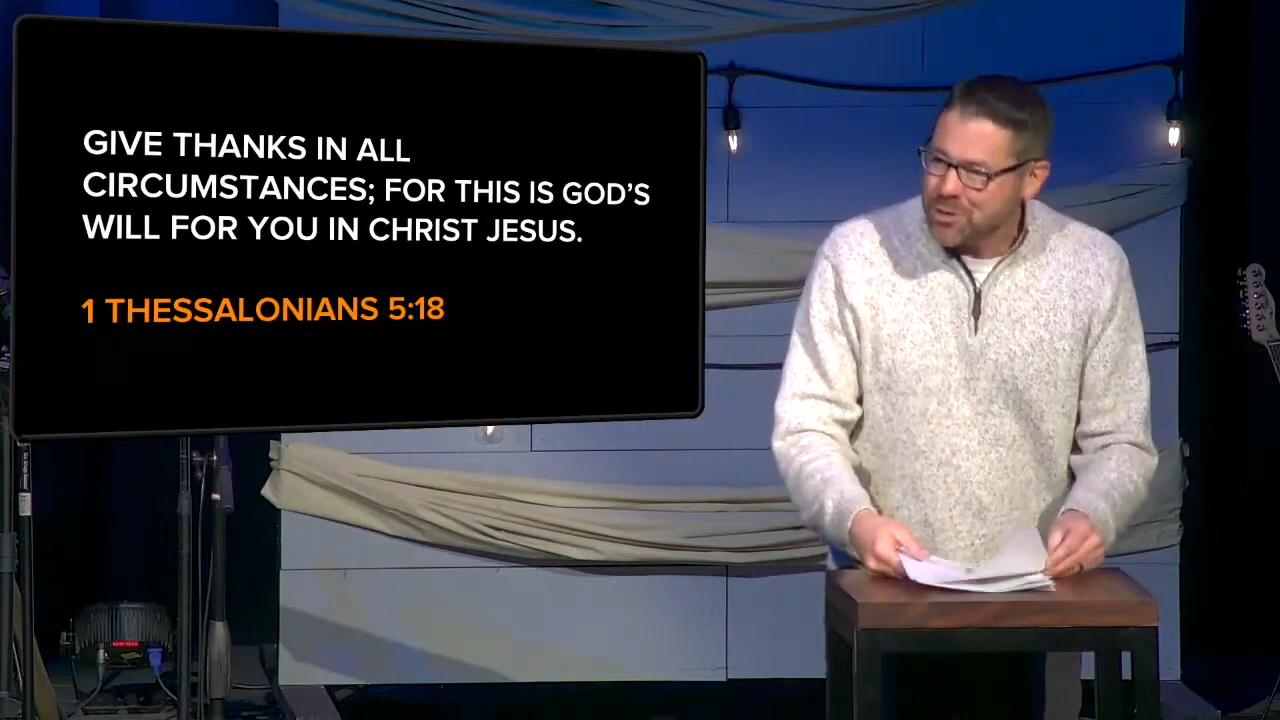 GIVE THANKS IN ALL
CIRCUMSTANCES; FOR THIS IS GOD'S
WILL FOR YOU IN CHRIST JESUS.
1 THESSALONIANS 5:18